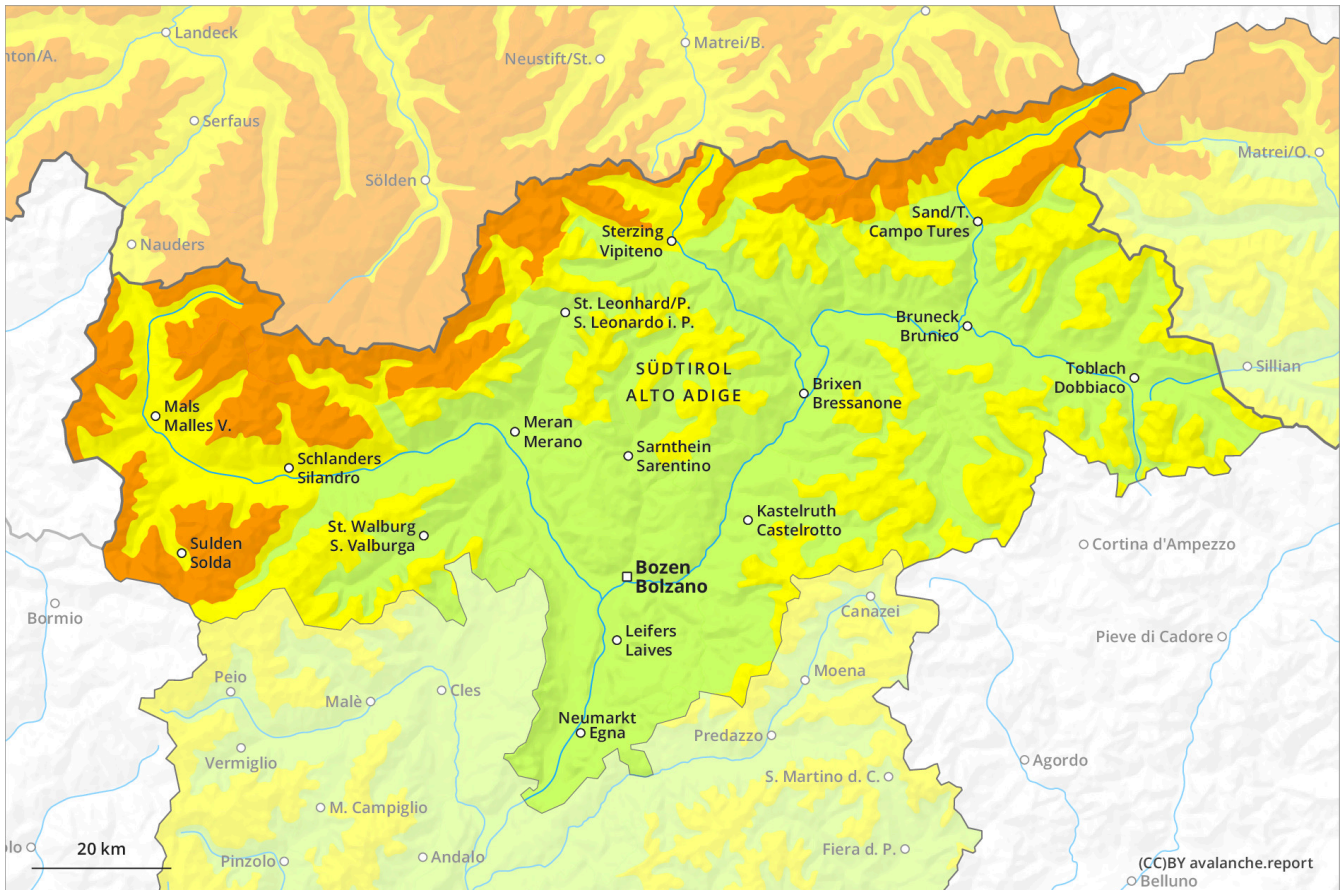 Landeck
nton/A.
Neustift/St.
Matrei/B.
Serfaus
Matrei/O.
Sölden
Nauders
Sand/T.
Campo Tures
Sterzing
Vipiteno
St. Leonhard/P.
S. Leonardo i. P.
Bruneck
Brunico
SÜDTIROL
ALTO ADIGE
Toblach
Dobbiaco
Sillian
Brixen
Bressanone
Mals
Malles V.
Meran
Merano
Sarnthein
Sarentino
Schlanders
Silandro
St. Walburg
S. Valburga
Kastelruth
Castelrotto
Sulden
Solda
Cortina d'Ampezzo
Bozen
Bolzano
Bormio
Canazei
Leifers
Laives
Pieve di Cadore
Peio
Malè
Cles
Moena
Neumarkt
Egna
Predazzo
Vermiglio
Agordo
S. Martino d. C.
M. Campiglio
20 km
lo
Pinzolo
Andalo
Fiera d. P.
(CC)BY avalanche.report
Belluno